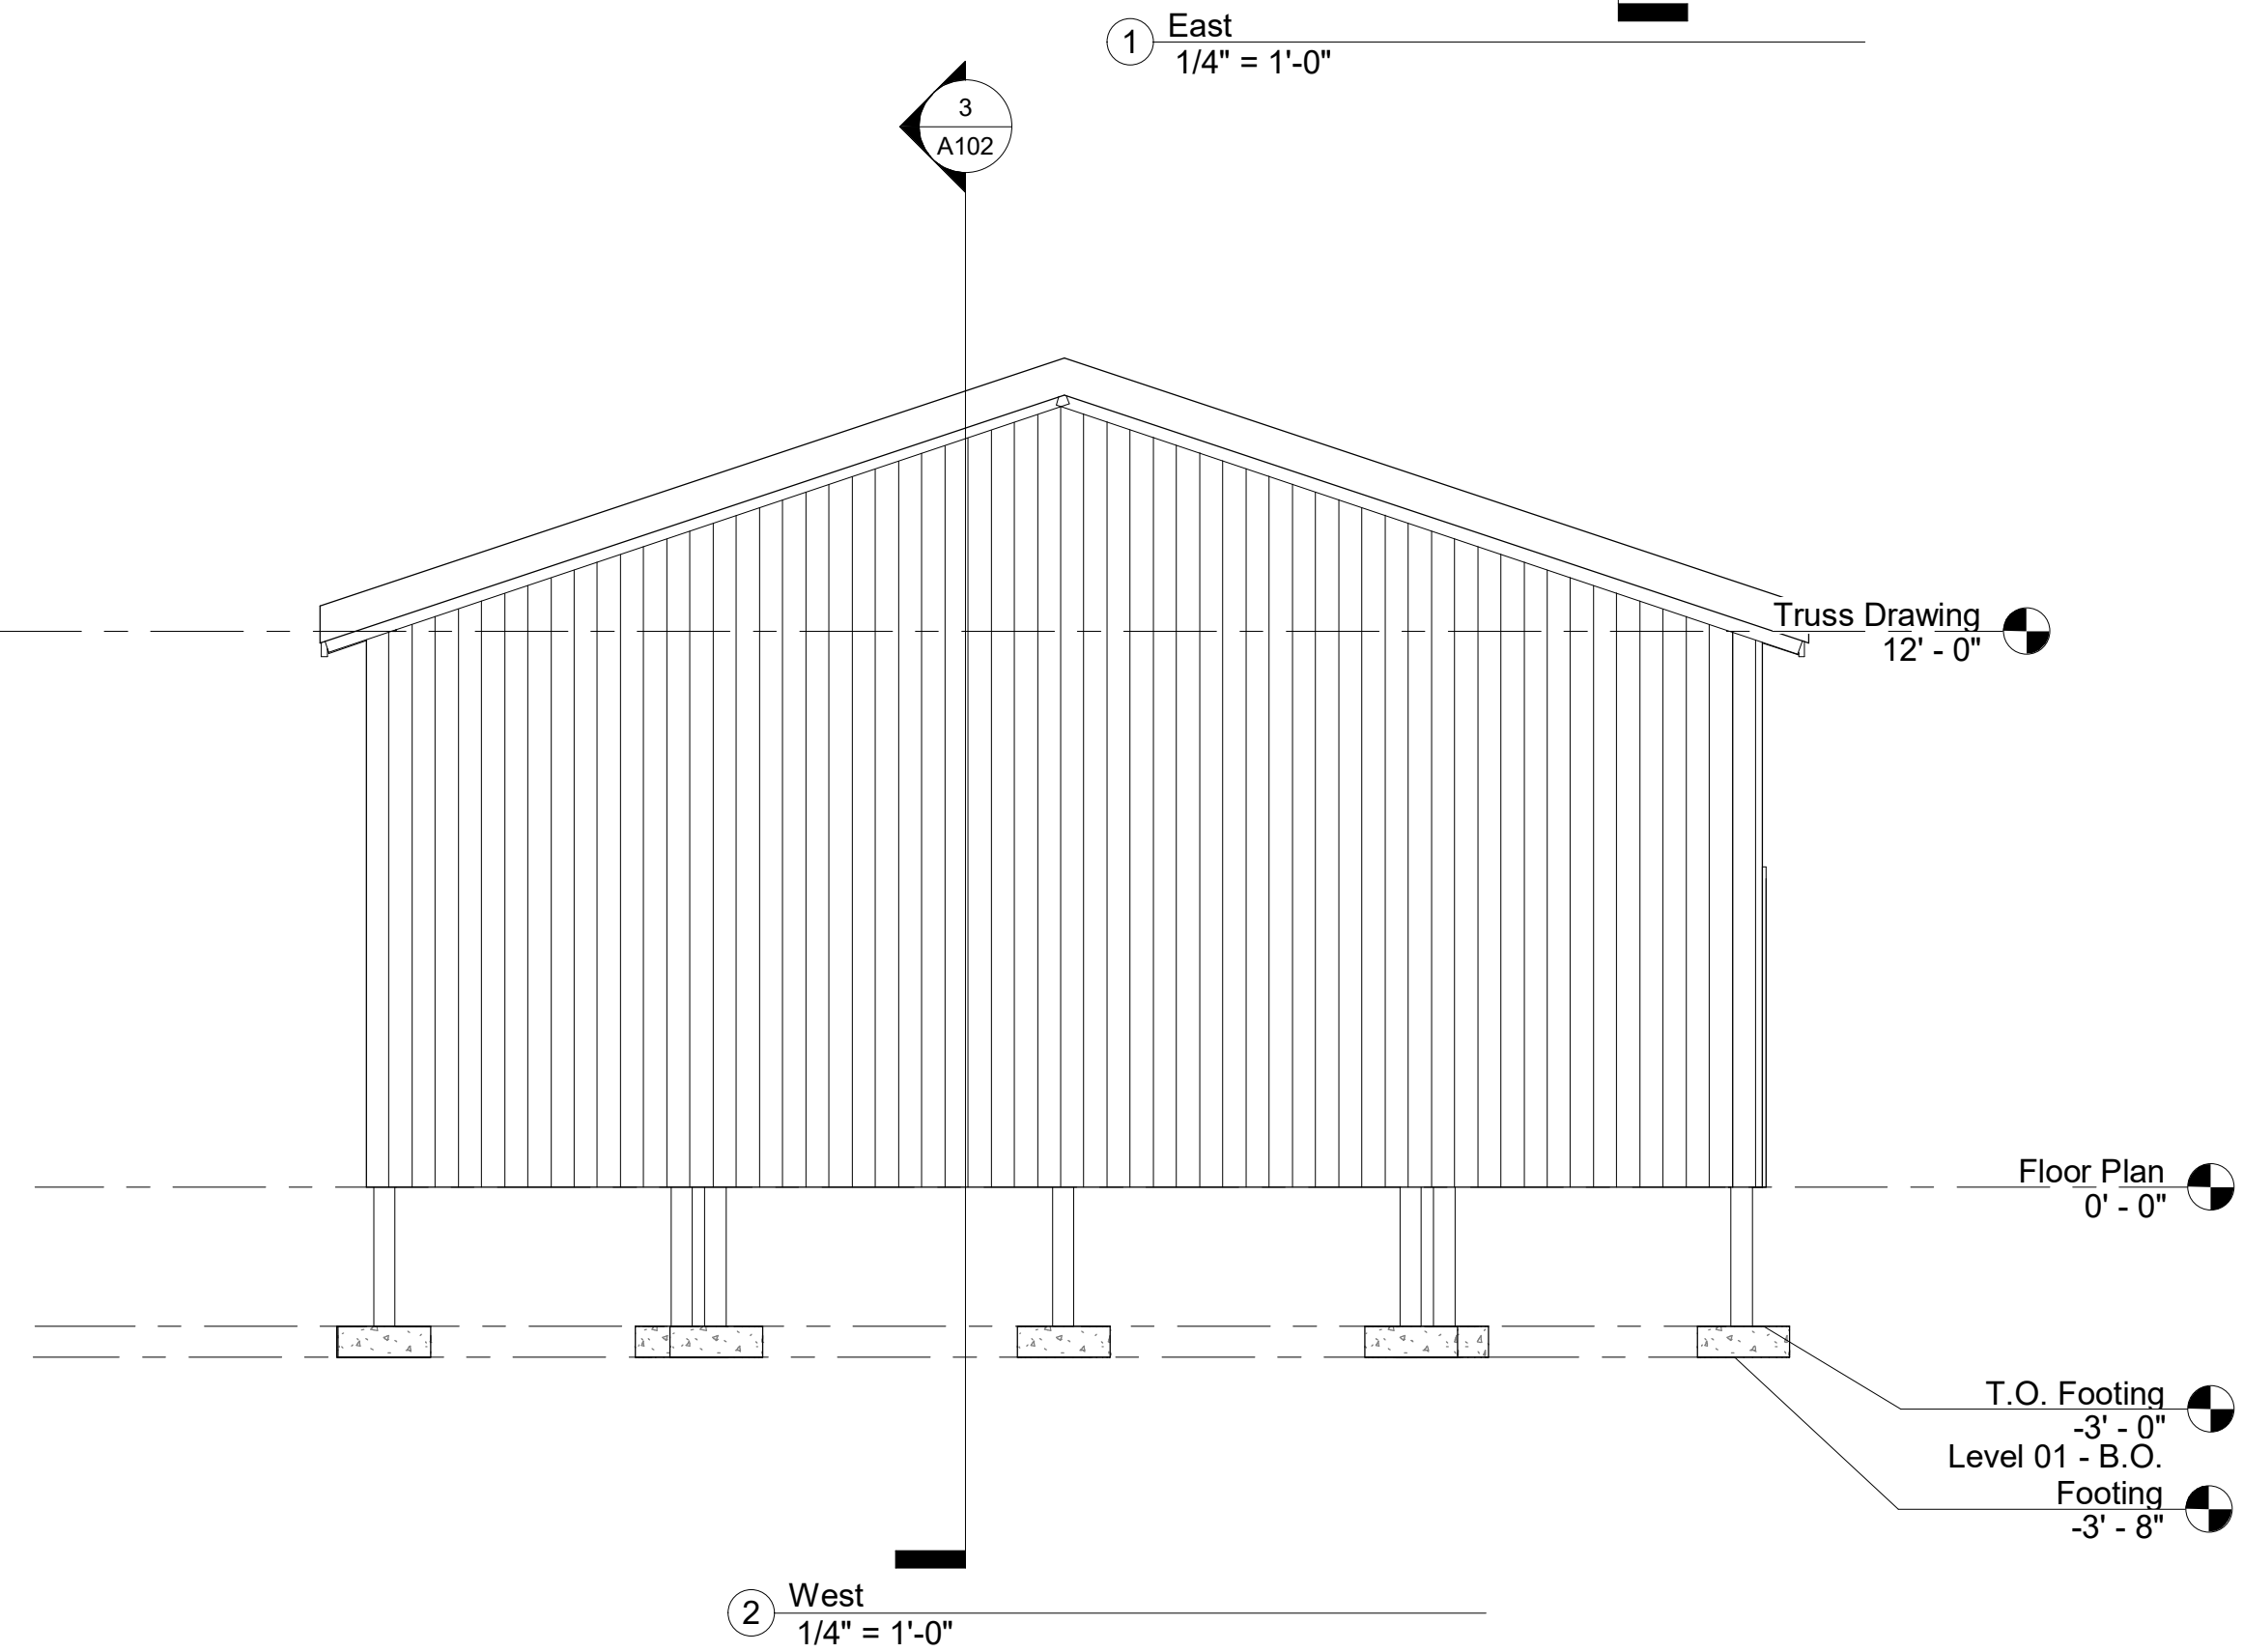 1
East
1/4" = 1'-0"
3
A102
Truss Drawing
12' - 0"
Floor Plan
0' - 0"
T.O. Footing
-3' - 0"
Level 01 - B.O.
Footing
-3' - 8"
2
West
1/4" = 1'-0"